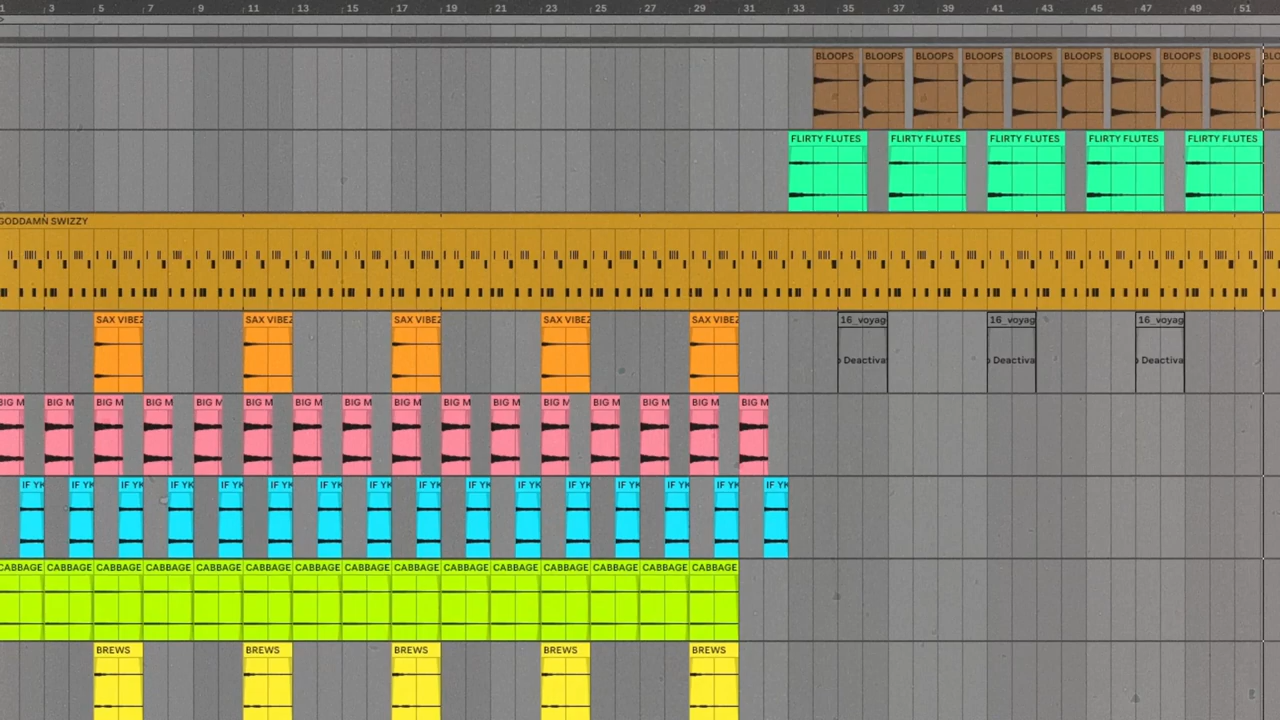 1 3 5 7 9 11 13 15 17 19 21 23 25 27 29 31 33 35 37 39 41 43 45 47 49 51
BLOOPS BLOOPS BLOOPS BLOOPS BLOOPS BLOOPS BLOOPS BLOOPS BLOOPS BLO
FLIRTY FLUTES FLIRTY FLUTES FLIRTY FLUTES FLIRTY FLUTES FLIRTY FLUTES
GODDAMN SWIZZY
SAX VIBEZ SAX VIBEZ SAX VIBEZ SAX VIBEZ SAX VIBEZ 16_voyag 16_voyag 16_voyag
Deactiva Deactiva Deactiva
BIG M BIG M BIG M BIG M BIG M BIG M BIG M BIG M BIG M BIG M BIG M BIG M BIG M BIG M BIG M BIG M
IF YK IF YK IF YK IF YK IF YK IF YK IF YK IF YK IF YK IF YK IF YK IF YK IF YK IF YK IF YK IF YK
CABBAGE CABBAGE CABBAGE CABBAGE CABBAGE CABBAGE CABBAGE CABBAGE CABBAGE CABBAGE CABBAGE CABBAGE CABBAGE CABBAGE CABBAGE
BREWS BREWS BREWS BREWS BREWS